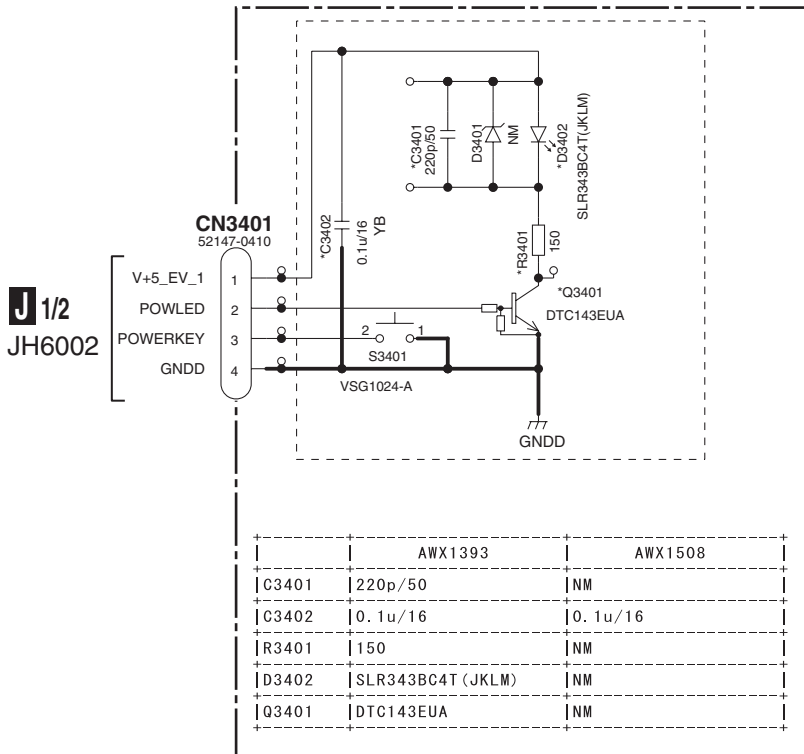 *C3401
220p/50
D3401
NM
*D3402
SLR343BC4T(JKLM)
*C3402
0.1u/16
YB
*R3401
150
CN3401
52147-0410
J 1/2
JH6002
V+5_EV_1 1
POWLED 2
POWERKEY 3
GNDD 4
*Q3401
DTC143EUA
2 1
S3401
VSG1024-A
GNDD
AWX1393 AWX1508
C3401 220p/50 NM
C3402 0.1u/16 0.1u/16
R3401 150 NM
D3402 SLR343BC4T(JKLM) NM
Q3401 DTC143EUA NM